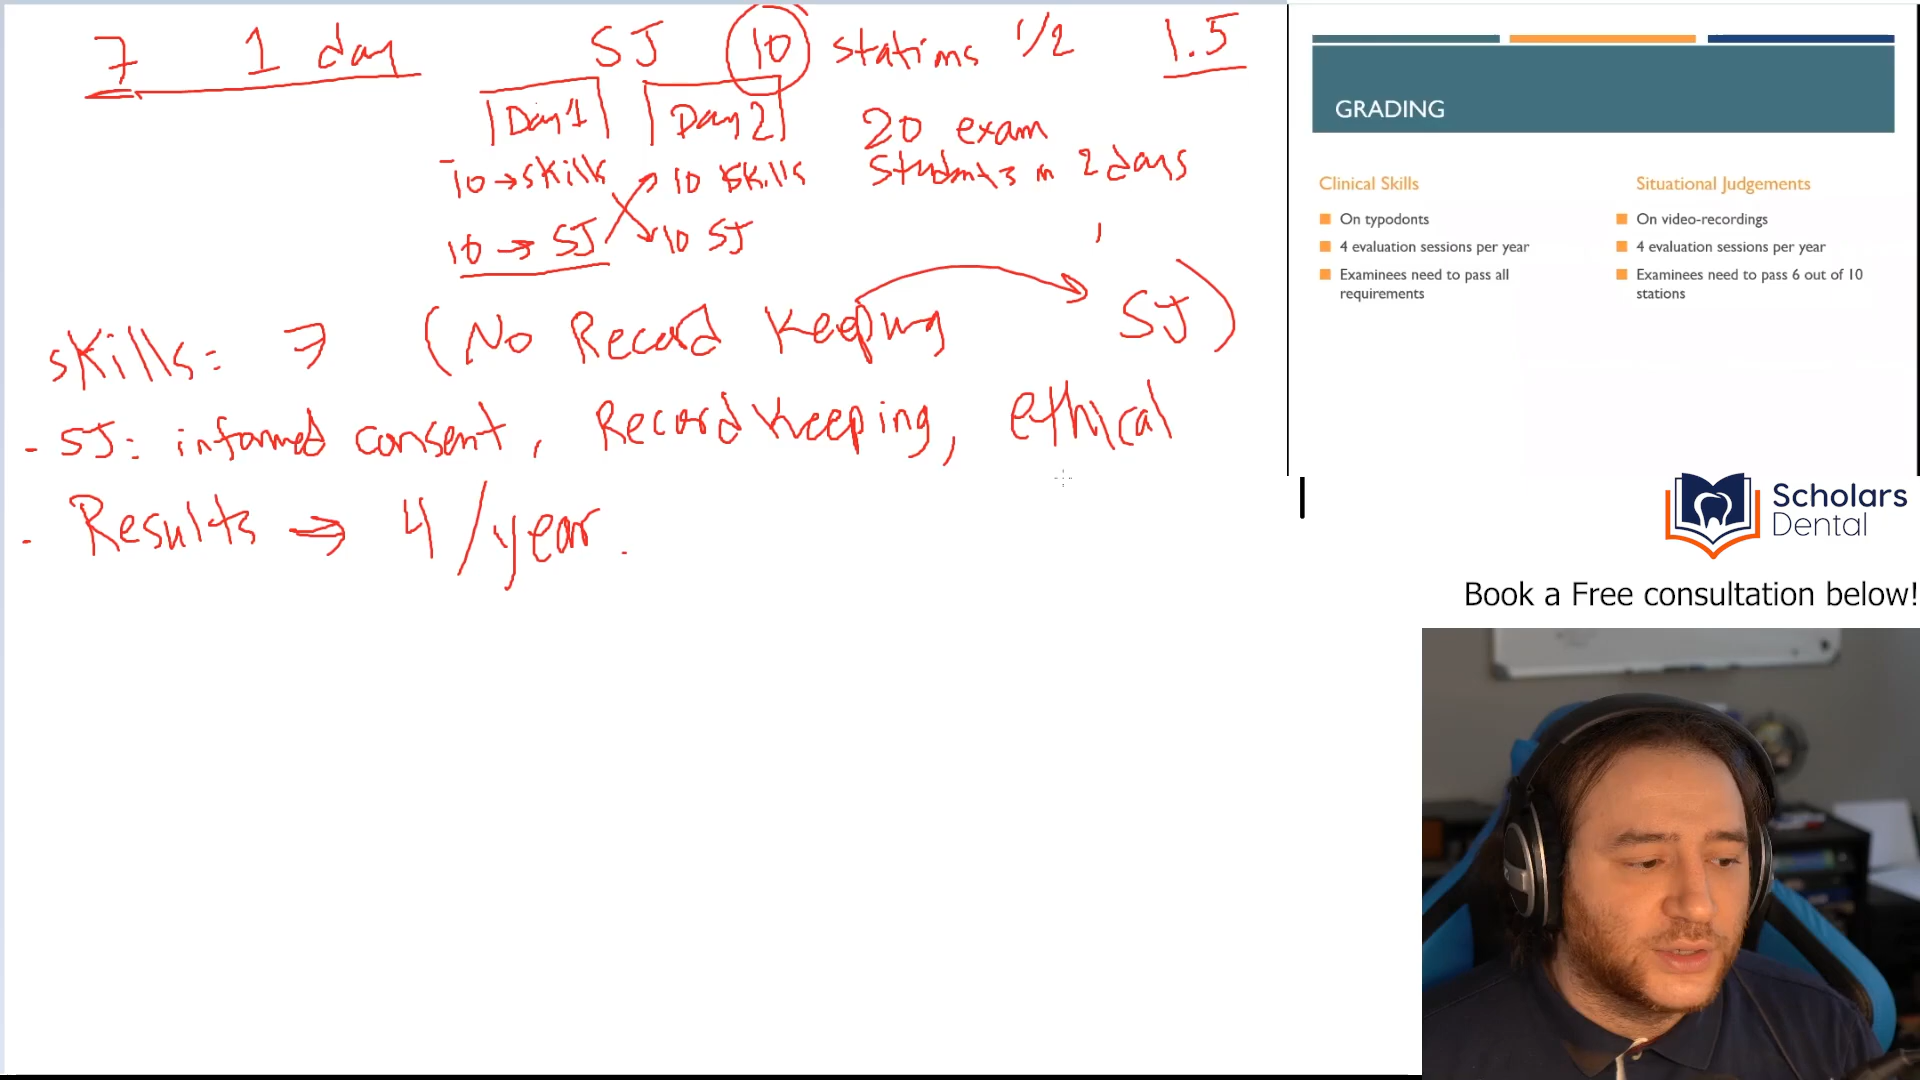 7 1 day SJ 10 stations 1/2 1.5
Day 1 Day 2
20 exam
students in 2 days
10 → skills 10 skills
10 → SJ 10 SJ
skills: 7 (No Record Keeping SJ)
- SJ: informed consent, Record Keeping, ethical
- Results → 4/year.
GRADING
Clinical Skills
On typodonts
4 evaluation sessions per year
Examinees need to pass all
requirements
Situational Judgements
On video-recordings
4 evaluation sessions per year
Examinees need to pass 6 out of 10
stations
Scholars
Dental
Book a Free consultation below!